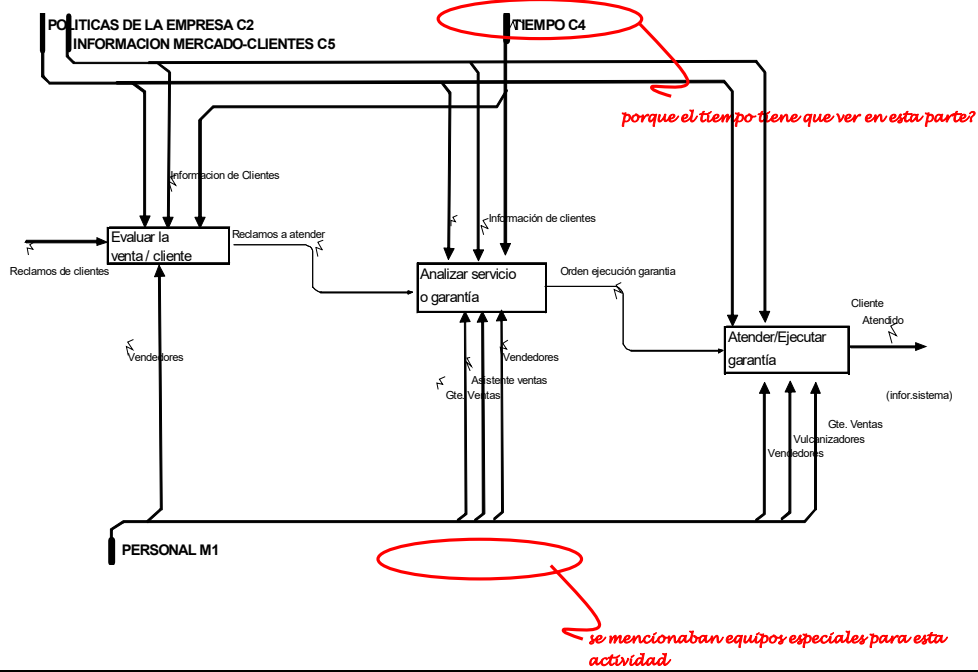 POLITICAS DE LA EMPRESA C2
TIEMPO C4
INFORMACION MERCADO-CLIENTES C5
porque el tiempo tiene que ver en esta parte?
Informacion de Clientes
Información de clientes
Evaluar la
venta / cliente
Reclamos a atender
Reclamos de clientes
Analizar servicio
o garantía
Orden ejecución garantia
Cliente
Atendido
Atender/Ejecutar
garantía
Vendedores
Vendedores
Asistente ventas
Gte. Ventas
(infor.sistema)
Gte. Ventas
Vulcanizadores
Vendedores
PERSONAL M1
se mencionaban equipos especiales para esta
actividad